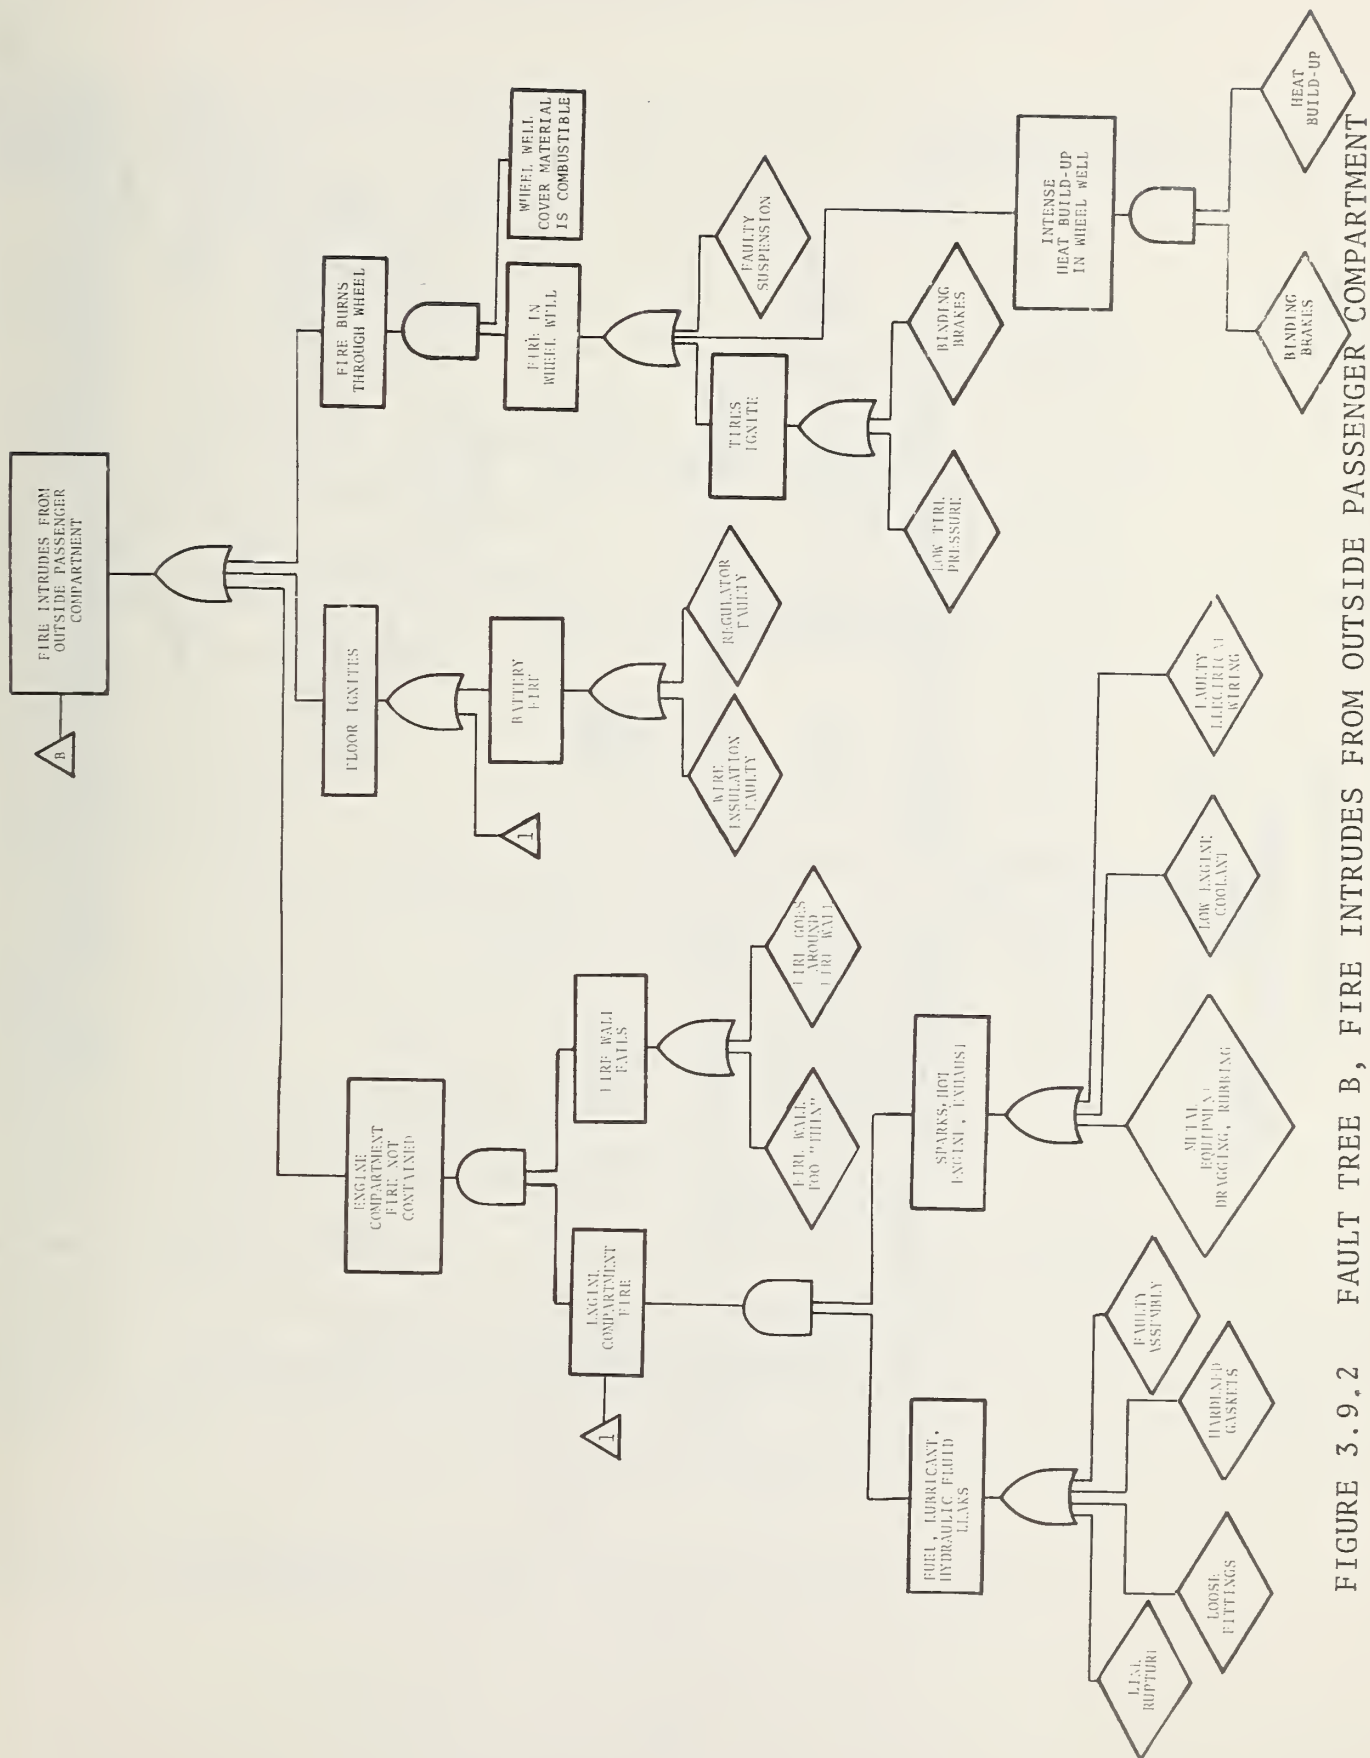 FIRE INTRUDES FROM
OUTSIDE PASSENGER
COMPARTMENT
B
ENGINE
COMPARTMENT
FIRE NOT
CONTAINED
FLOOR IGNITES
FIRE BURNS
THROUGH WHEEL
1
BATTERY
FIRE
FIRE IN
WHEEL WELL
WHEEL WELL
COVER MATERIAL
IS COMBUSTIBLE
1
ENGINE
COMPARTMENT
FIRE
FIRE WALL
FAILS
WIRE
INSULATION
FAULTY
REGULATOR
FAULTY
TIRES
IGNITE
FAULTY
SUSPENSION
FIRE WALL
TOO "THIN"
FIRE GOES
AROUND
FIRE WALL
LOW TIRE
PRESSURE
BINDING
BRAKES
FUEL, LUBRICANT,
HYDRAULIC FLUID
LEAKS
SPARKS, HOT
ENGINE, EXHAUST
INTENSE
HEAT BUILD-UP
IN WHEEL WELL
LINE
RUPTURE
LOOSE
FITTINGS
HARDENED
GASKETS
FAULTY
ASSEMBLY
METAL
EQUIPMENT
DRAGGING, RUBBING
LOW ENGINE
COOLANT
FAULTY
ELECTRICAL
WIRING
BINDING
BRAKES
HEAT
BUILD-UP
FIGURE 3.9.2 FAULT TREE B, FIRE INTRUDES FROM OUTSIDE PASSENGER COMPARTMENT